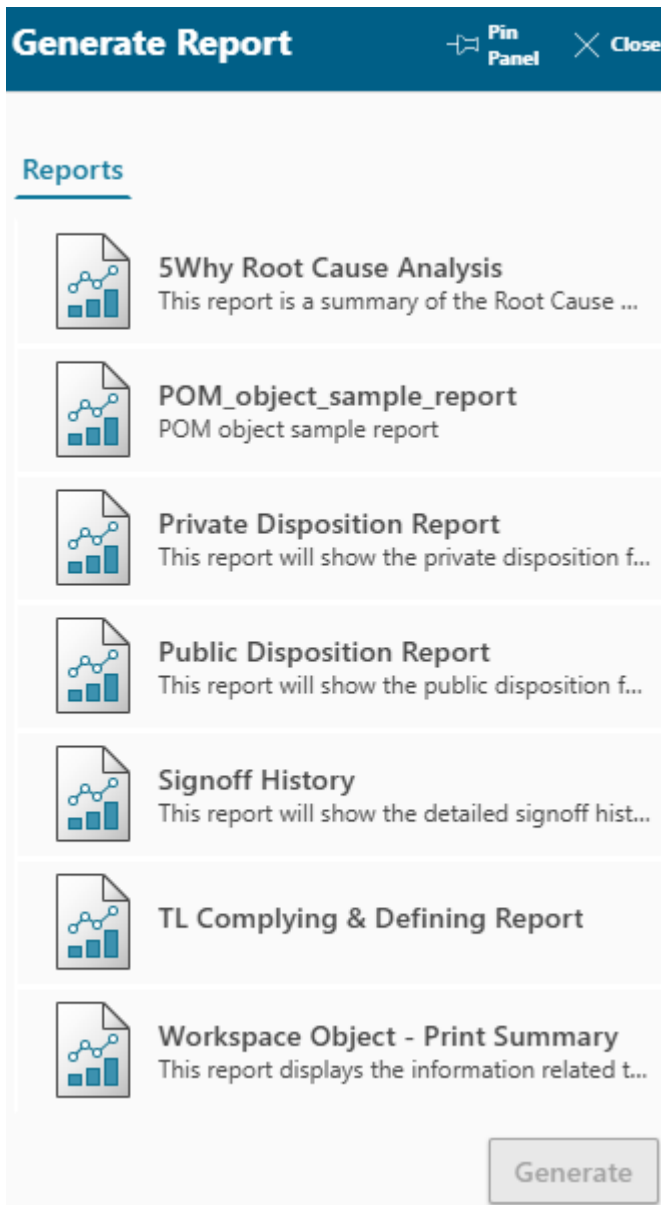 Generate Report
Pin
Panel
Close
Reports
5Why Root Cause Analysis
This report is a summary of the Root Cause ...
POM_object_sample_report
POM object sample report
Private Disposition Report
This report will show the private disposition f...
Public Disposition Report
This report will show the public disposition f...
Signoff History
This report will show the detailed signoff hist...
TL Complying & Defining Report
Workspace Object - Print Summary
This report displays the information related t...
Generate